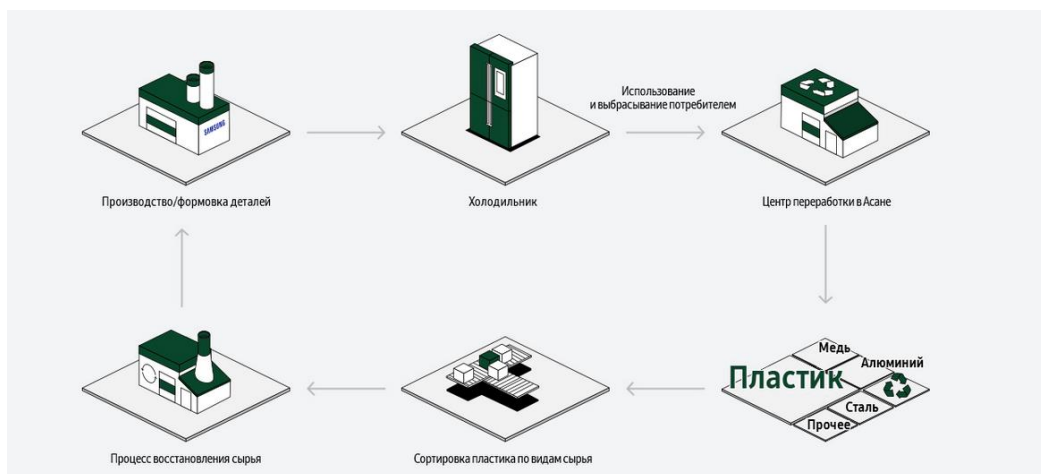 SAMSUNG
Использование
и выбрасывание потребителем
Производство/формовка деталей
Холодильник
Центр переработки в Асане
Медь
Алюминий
Пластик
Сталь
Прочее
Процесс восстановления сырья
Сортировка пластика по видам сырья